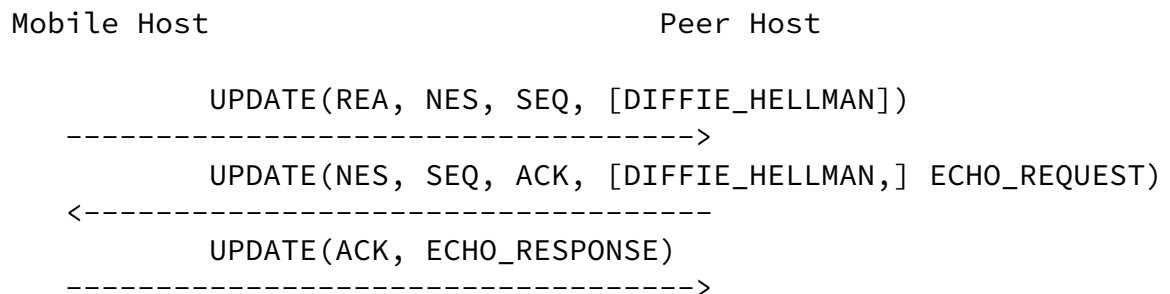 Mobile Host                         Peer Host
UPDATE(REA, NES, SEQ, [DIFFIE_HELLMAN])
----------------------------------->
UPDATE(NES, SEQ, ACK, [DIFFIE_HELLMAN,] ECHO_REQUEST)
<-----------------------------------
UPDATE(ACK, ECHO_RESPONSE)
----------------------------------->